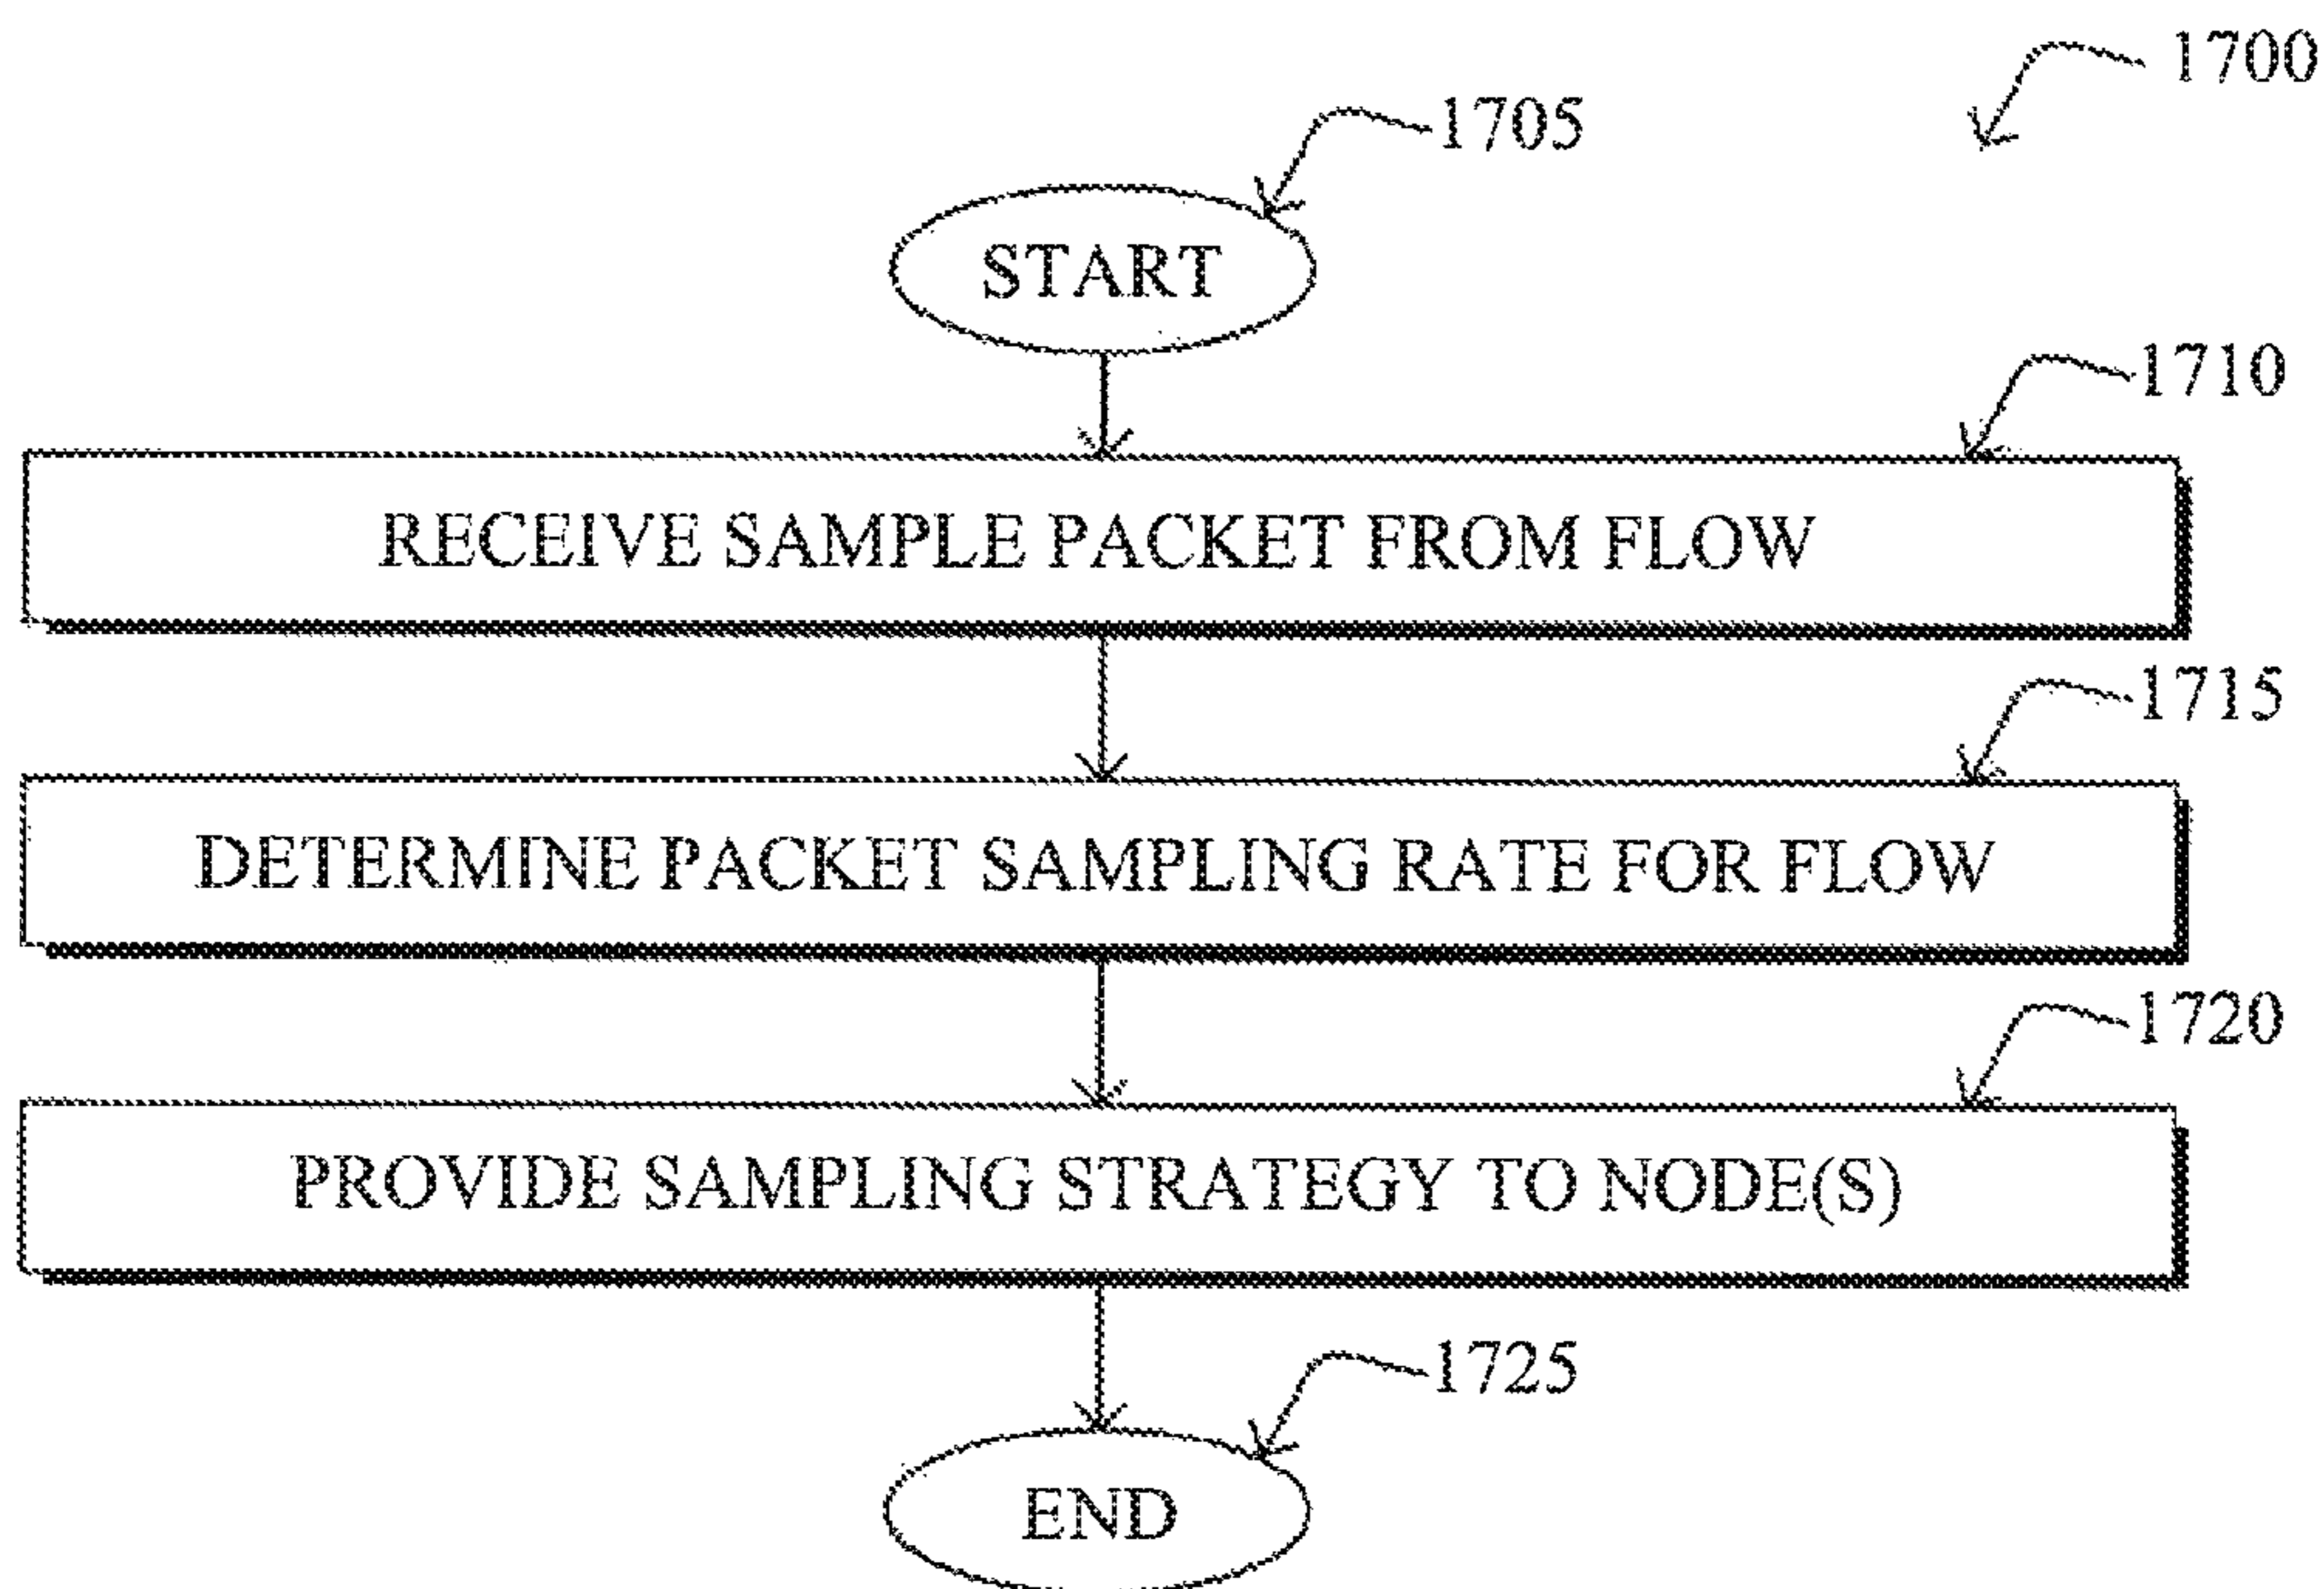 1700
1705
START
1710
RECEIVE SAMPLE PACKET FROM FLOW
1715
DETERMINE PACKET SAMPLING RATE FOR FLOW
1720
PROVIDE SAMPLING STRATEGY TO NODE(S)
1725
END